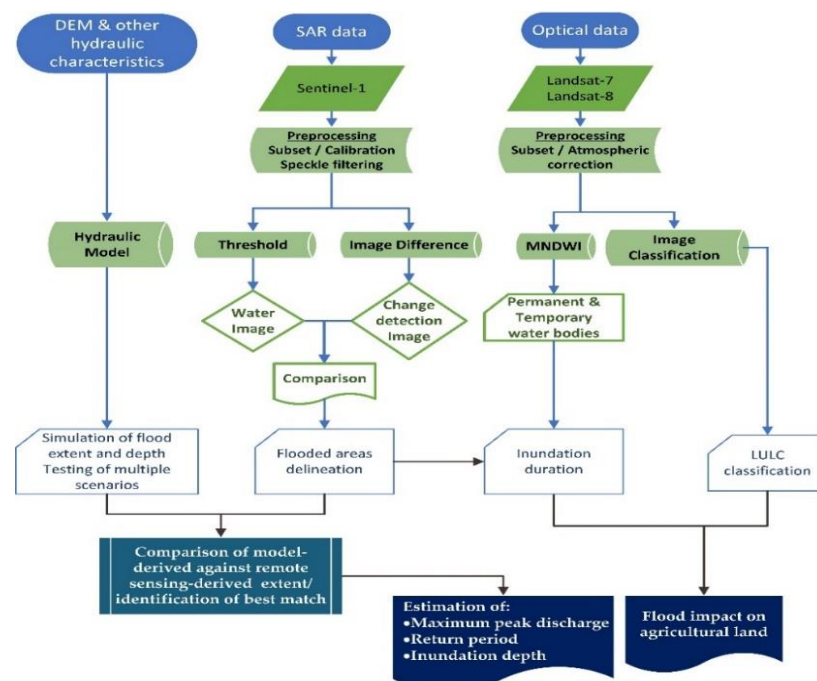 DEM & other
hydraulic
characteristics
SAR data
Optical data
Sentinel-1
Landsat-7
Landsat-8
Preprocessing
Subset / Calibration
Speckle filtering
Preprocessing
Subset / Atmospheric
correction
Hydraulic
Model
Threshold
Image Difference
MNDWI
Image
Classification
Water
Image
Change
detection
Image
Permanent &
Temporary
water bodies
Comparison
Simulation of flood
extent and depth
Testing of multiple
scenarios
Flooded areas
delineation
Inundation
duration
LULC
classification
Comparison of model-
derived against remote
sensing-derived extent/
identification of best match
Estimation of:
•Maximum peak discharge
•Return period
•Inundation depth
Flood impact on
agricultural land